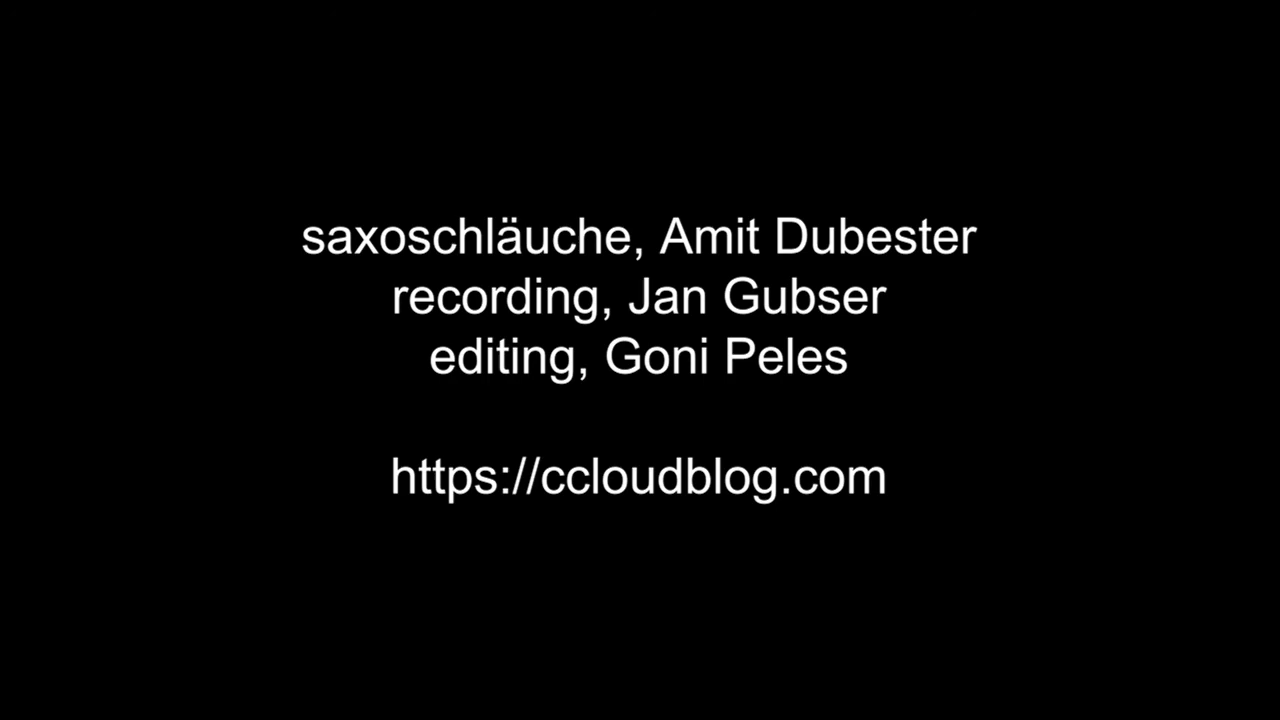 saxoschläuche, Amit Dubester
recording, Jan Gubser
editing, Goni Peles
https://ccloudblog.com